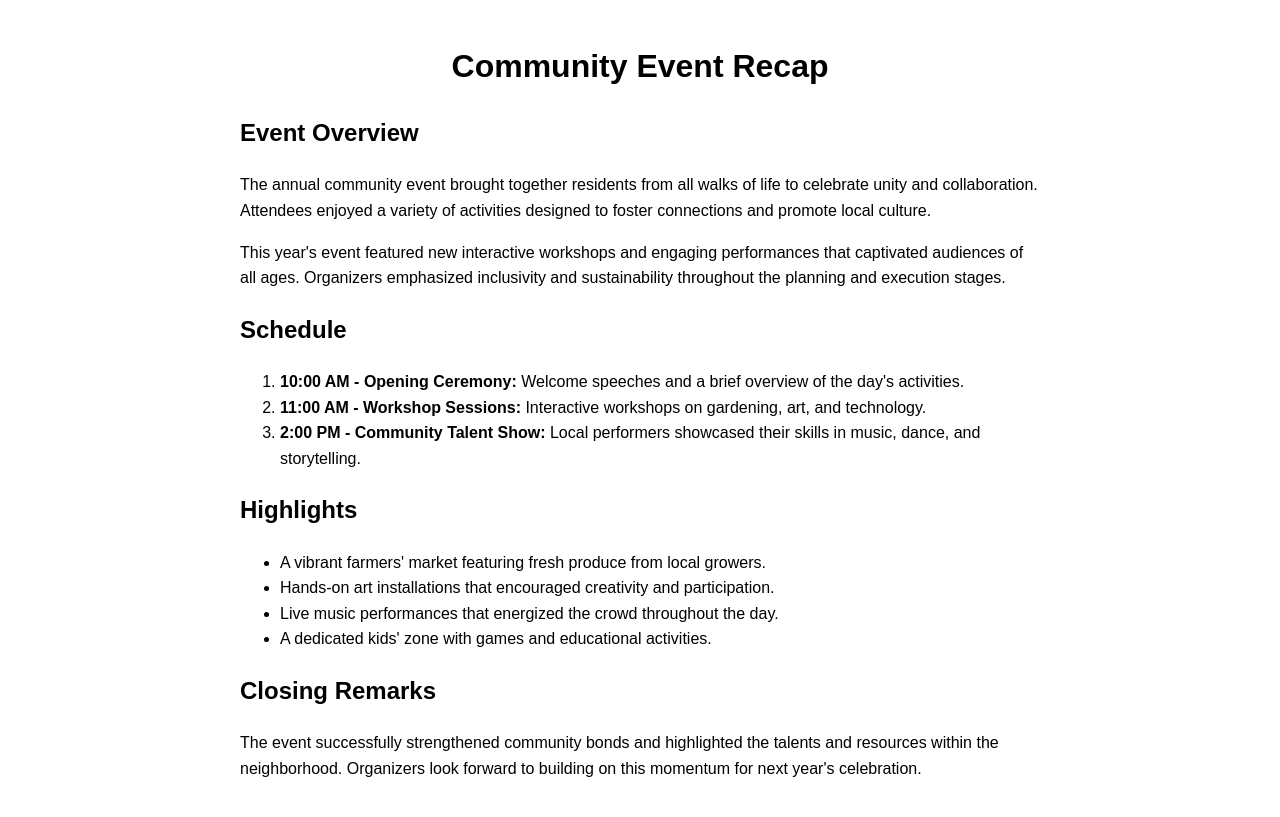 Community Event Recap
Event Overview
The annual community event brought together residents from all walks of life to celebrate unity and collaboration.
Attendees enjoyed a variety of activities designed to foster connections and promote local culture.
This year's event featured new interactive workshops and engaging performances that captivated audiences of
all ages. Organizers emphasized inclusivity and sustainability throughout the planning and execution stages.
Schedule
1. 10:00 AM - Opening Ceremony: Welcome speeches and a brief overview of the day's activities.
2. 11:00 AM - Workshop Sessions: Interactive workshops on gardening, art, and technology.
3. 2:00 PM - Community Talent Show: Local performers showcased their skills in music, dance, and
storytelling.
Highlights
• A vibrant farmers' market featuring fresh produce from local growers.
• Hands-on art installations that encouraged creativity and participation.
• Live music performances that energized the crowd throughout the day.
• A dedicated kids' zone with games and educational activities.
Closing Remarks
The event successfully strengthened community bonds and highlighted the talents and resources within the
neighborhood. Organizers look forward to building on this momentum for next year's celebration.